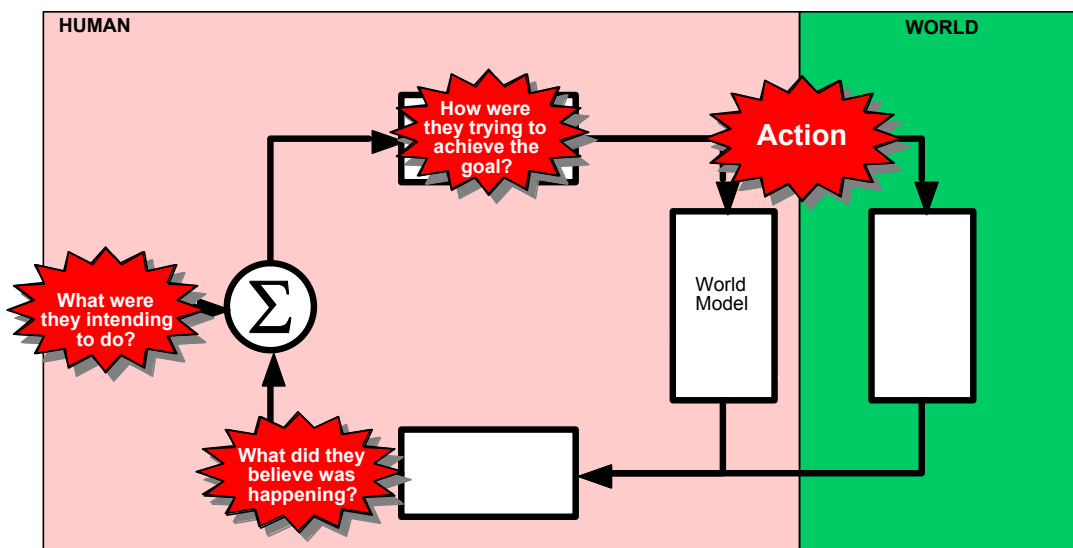 HUMAN
WORLD
How were
they trying to
achieve the
goal?
Action
What were
they intending
to do?
Σ
World
Model
What did they
believe was
happening?